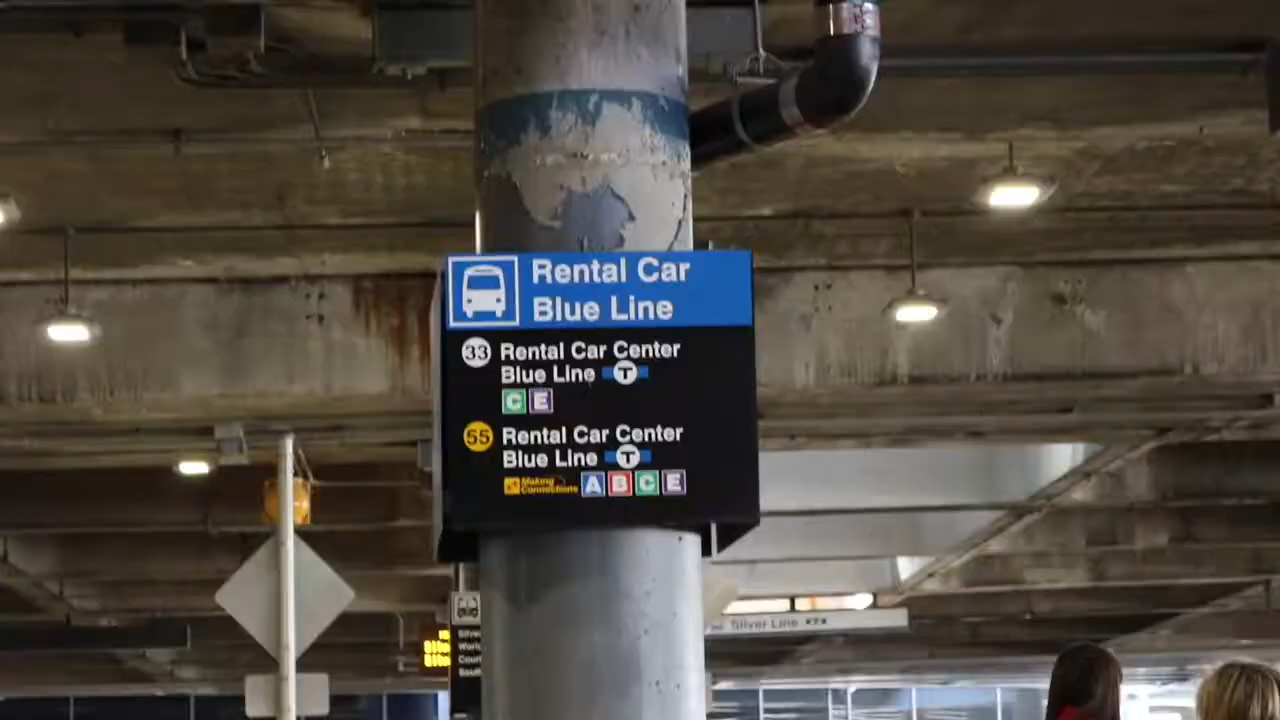 Rental Car
Blue Line
33 Rental Car Center
Blue Line T
C E
55 Rental Car Center
Blue Line T
Making Connections A B C E
Silver Line